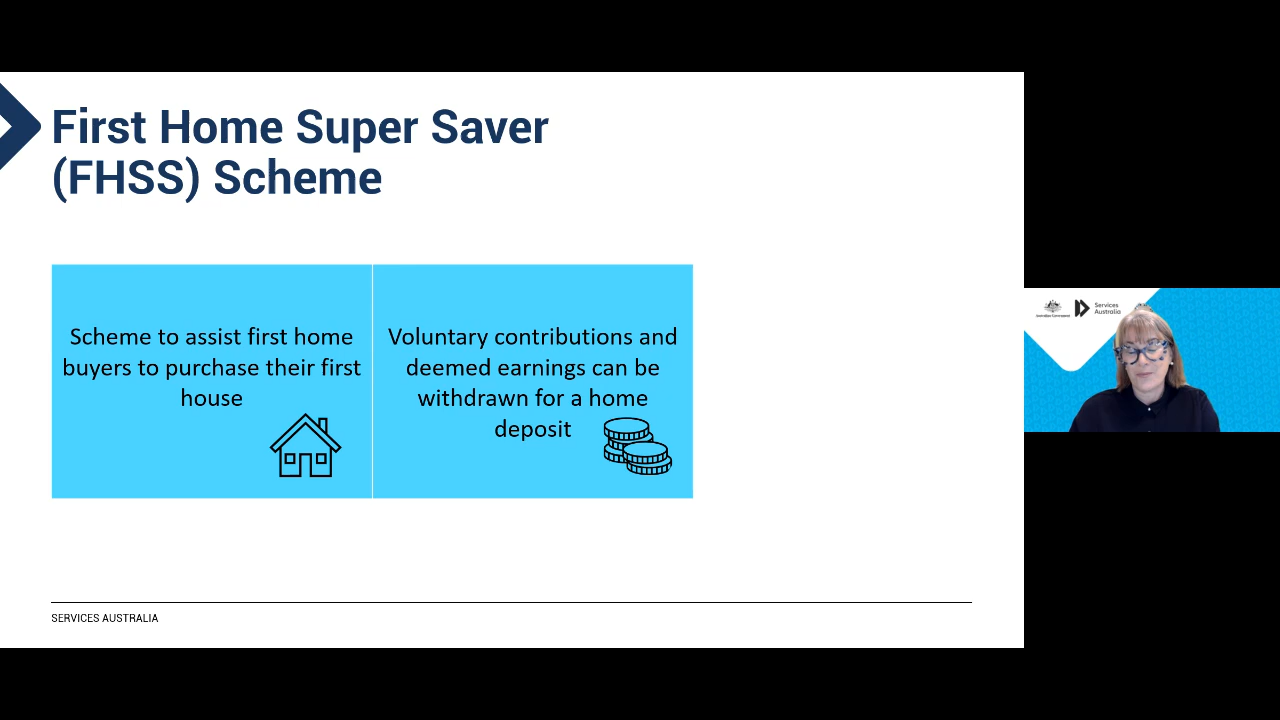 First Home Super Saver
(FHSS) Scheme
Scheme to assist first home
buyers to purchase their first
house
Voluntary contributions and
deemed earnings can be
withdrawn for a home
deposit
SERVICES AUSTRALIA
Services
Australia